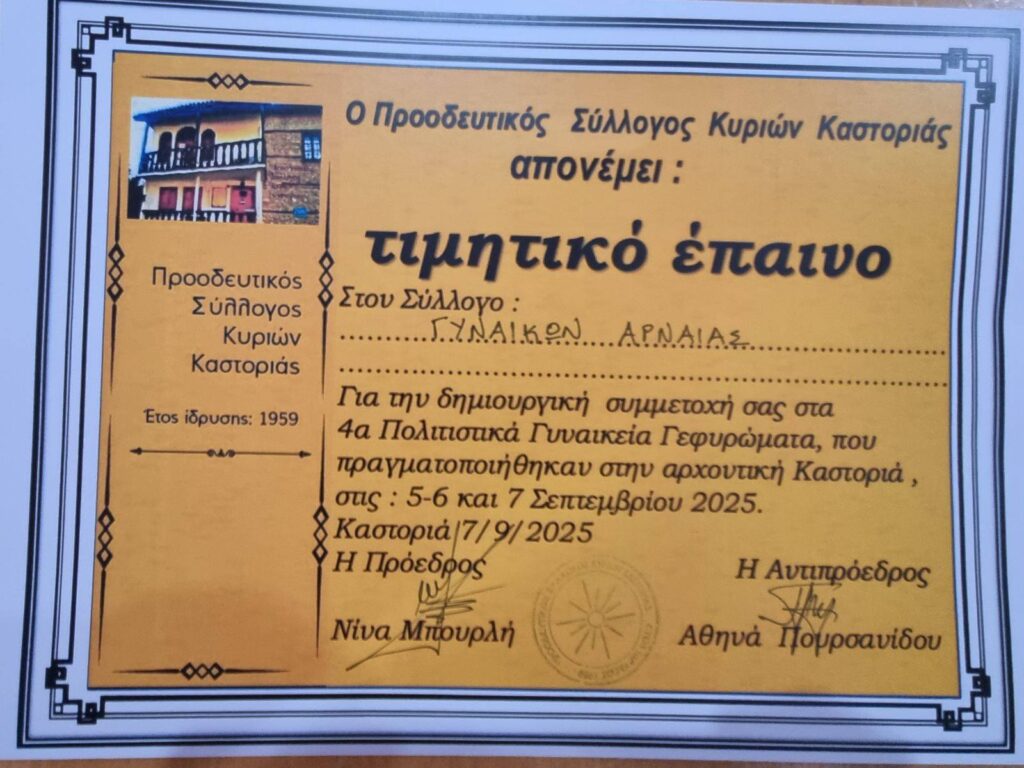 Ο Προοδευτικός Σύλλογος Κυριών Καστοριάς
απονέμει :
τιμητικό έπαινο
Προοδευτικός
Σύλλογος
Κυριών
Καστοριάς
Έτος ίδρυσης: 1959
Στου Σύλλογο :
ΓΥΝΑΙΚΩΝ ΑΡΝΑΙΑΣ
Για την δημιουργική συμμετοχή σας στα
4α Πολιτιστικά Γυναικεία Γεφυρώματα, που
πραγματοποιήθηκαν στην αρχοντική Καστοριά ,
στις : 5-6 και 7 Σεπτεμβρίου 2025.
Καστοριά 7/9/2025
Η Πρόεδρος Η Αντιπρόεδρος
Νίνα Μπουρλή Αθηνά Πουρσανίδου